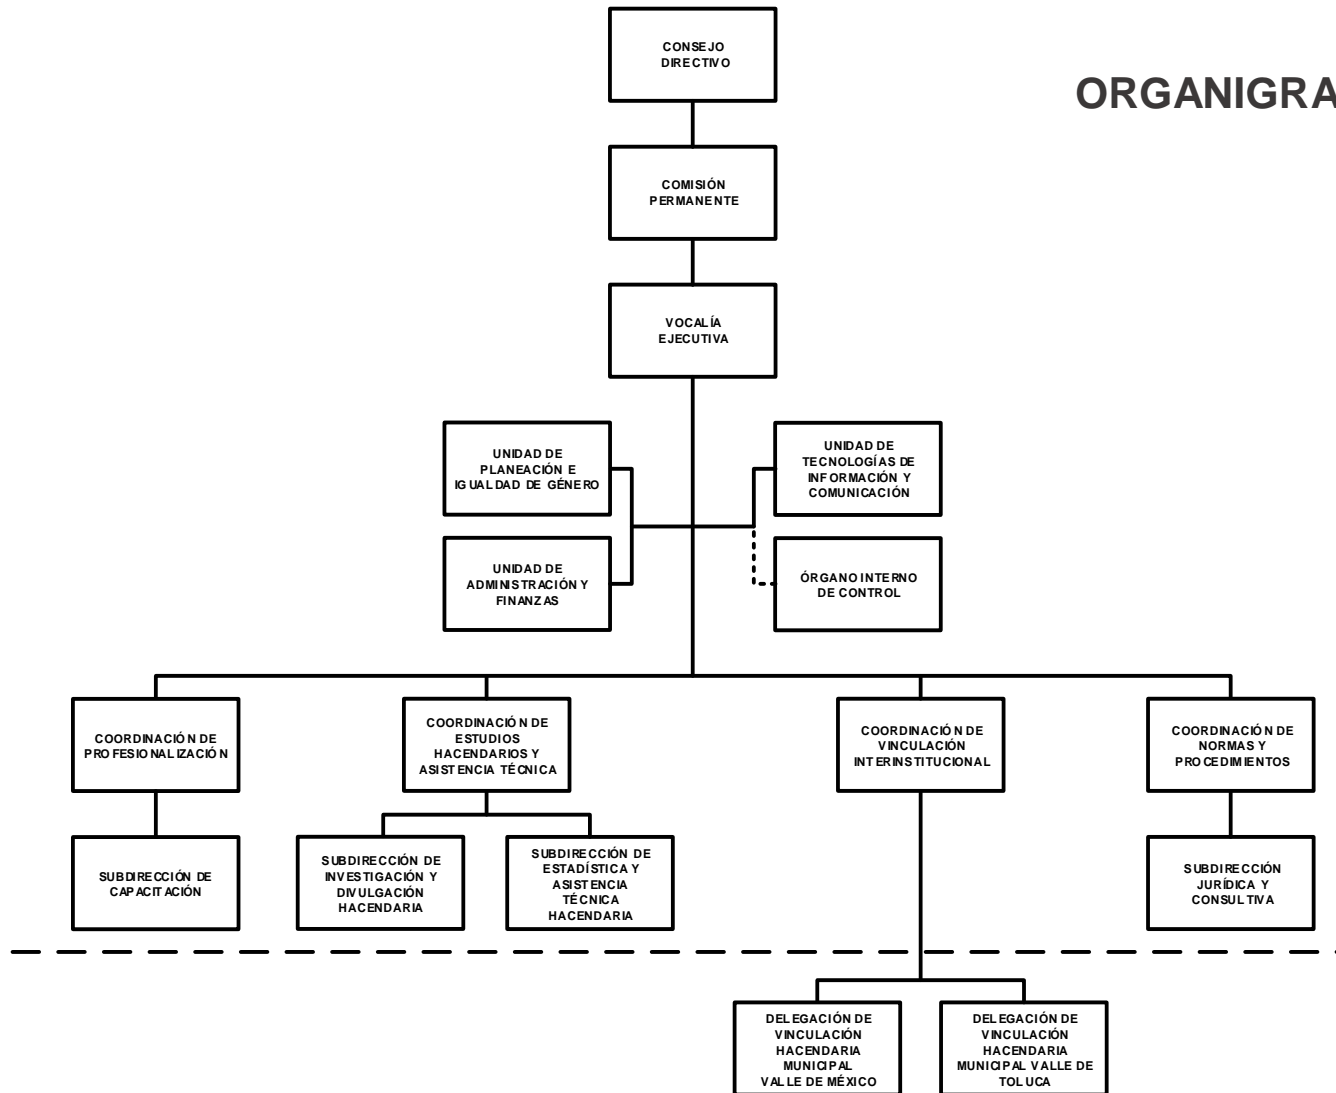 CONSEJO
DIRECTIVO
ORGANIGRA
COMISIÓN
PERMANENTE
VOCALÍA
EJECUTIVA
UNIDAD DE
PLANEACIÓN E
IGUALDAD DE GÉNERO
UNIDAD DE
TECNOLOGÍAS DE
INFORMACIÓN Y
COMUNICACIÓN
UNIDAD DE
ADMINISTRACIÓN Y
FINANZAS
ÓRGANO INTERNO
DE CONTROL
COORDINACIÓN DE
PROFESIONALIZACIÓN
COORDINACIÓN DE
ESTUDIOS
HACENDARIOS Y
ASISTENCIA TÉCNICA
COORDINACIÓN DE
VINCULACIÓN
INTERINSTITUCIONAL
COORDINACIÓN DE
NORMAS Y
PROCEDIMIENTOS
SUBDIRECCIÓN DE
CAPACITACIÓN
SUBDIRECCIÓN DE
INVESTIGACIÓN Y
DIVULGACIÓN
HACENDARIA
SUBDIRECCIÓN DE
ESTADÍSTICA Y
ASISTENCIA
TÉCNICA
HACENDARIA
SUBDIRECCIÓN
JURÍDICA Y
CONSULTIVA
DELEGACIÓN DE
VINCULACIÓN
HACENDARIA
MUNICIPAL
VALLE DE MÉXICO
DELEGACIÓN DE
VINCULACIÓN
HACENDARIA
MUNICIPAL VALLE DE
TOLUCA